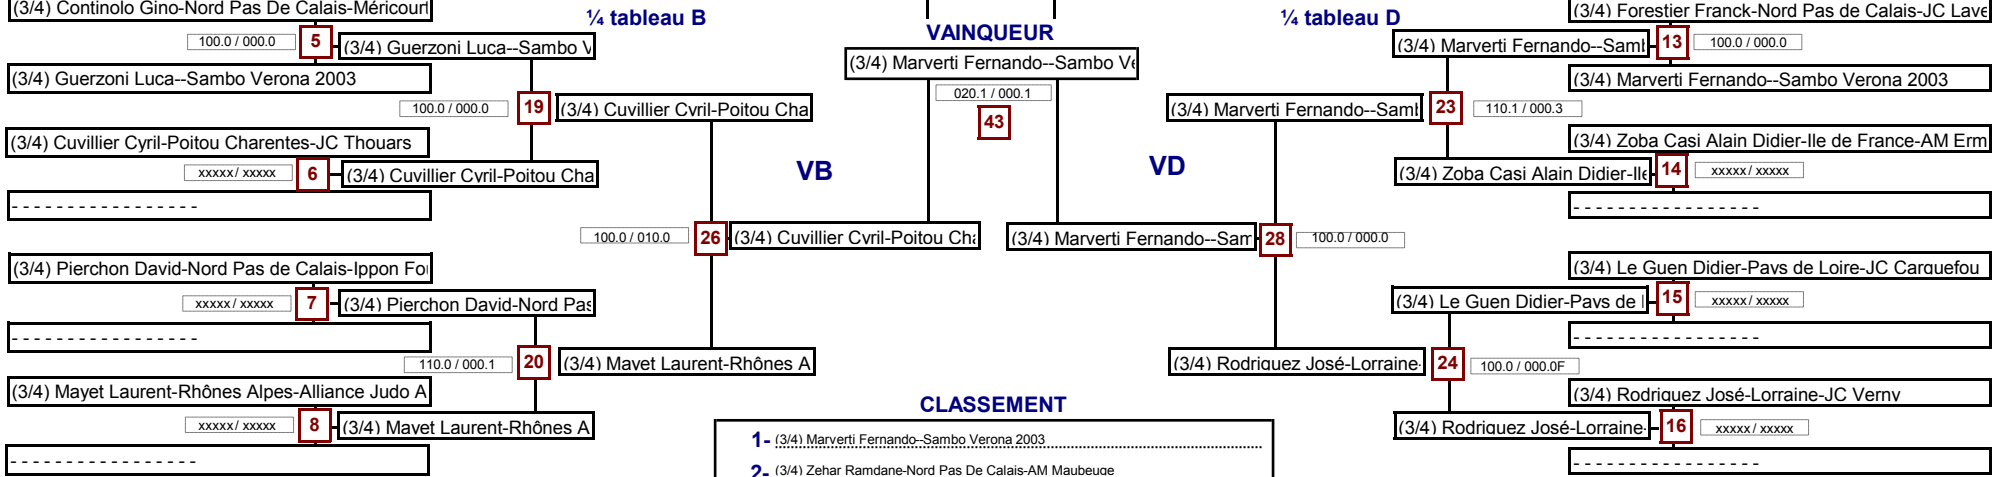 (3/4) Continolo Gino-Nord Pas De Calais-Méricourt
¼ tableau B
100.0 / 000.0
5
(3/4) Guerzoni Luca--Sambo V
(3/4) Guerzoni Luca--Sambo Verona 2003
100.0 / 000.0
19
(3/4) Cuvillier Cyril-Poitou Cha
(3/4) Cuvillier Cyril-Poitou Charentes-JC Thouars
xxxxx / xxxxx
6
(3/4) Cuvillier Cyril-Poitou Cha
- - - - - - - - - - - - - - - - -
VB
100.0 / 010.0
26
(3/4) Cuvillier Cyril-Poitou Cha
(3/4) Pierchon David-Nord Pas de Calais-Ippon Fo
xxxxx / xxxxx
7
(3/4) Pierchon David-Nord Pas
- - - - - - - - - - - - - - - - -
110.0 / 000.1
20
(3/4) Mayet Laurent-Rhônes A
(3/4) Mayet Laurent-Rhônes Alpes-Alliance Judo A
xxxxx / xxxxx
8
(3/4) Mayet Laurent-Rhônes A
- - - - - - - - - - - - - - - - -
VAINQUEUR
(3/4) Marverti Fernando--Sambo Ve
020.1 / 000.1
43
¼ tableau D
(3/4) Forestier Franck-Nord Pas de Calais-JC Lave
(3/4) Marverti Fernando--Samb
13
100.0 / 000.0
(3/4) Marverti Fernando--Sambo Verona 2003
(3/4) Marverti Fernando--Samb
23
110.1 / 000.3
(3/4) Zoba Casi Alain Didier-Ile de France-AM Erm
(3/4) Zoba Casi Alain Didier-Ile
14
xxxxx / xxxxx
- - - - - - - - - - - - - - - - -
VD
(3/4) Marverti Fernando--Sam
28
100.0 / 000.0
(3/4) Le Guen Didier-Pays de Loire-JC Carquefou
(3/4) Le Guen Didier-Pays de l
15
xxxxx / xxxxx
- - - - - - - - - - - - - - - - -
(3/4) Rodriguez José-Lorraine-
24
100.0 / 000.0F
(3/4) Rodriguez José-Lorraine-JC Verny
(3/4) Rodriguez José-Lorraine-
16
xxxxx / xxxxx
- - - - - - - - - - - - - - - - -
CLASSEMENT
1- (3/4) Marverti Fernando--Sambo Verona 2003
2- (3/4) Zehar Ramdane-Nord Pas De Calais-AM Maubeuge